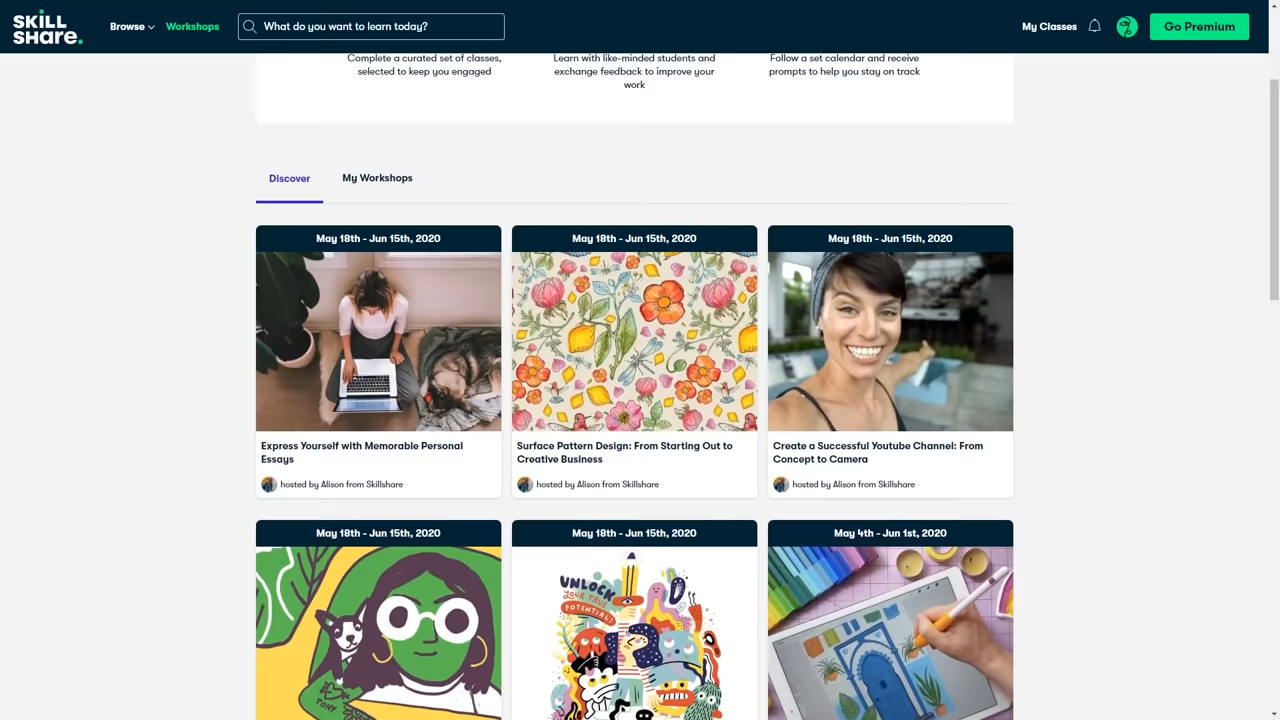 SKILL
SHARE.
Browse
Workshops
What do you want to learn today?
My Classes
Go Premium
Complete a curated set of classes,
selected to keep you engaged
Learn with like-minded students and
exchange feedback to improve your
work
Follow a set calendar and receive
prompts to help you stay on track
Discover
My Workshops
May 18th - Jun 15th, 2020
May 18th - Jun 15th, 2020
May 18th - Jun 15th, 2020
Express Yourself with Memorable Personal
Essays
hosted by Alison from Skillshare
Surface Pattern Design: From Starting Out to
Creative Business
hosted by Alison from Skillshare
Create a Successful Youtube Channel: From
Concept to Camera
hosted by Alison from Skillshare
May 18th - Jun 15th, 2020
May 18th - Jun 15th, 2020
May 4th - Jun 1st, 2020
TONY
UNLOCK
YOUR TRUE
POTENTIAL!